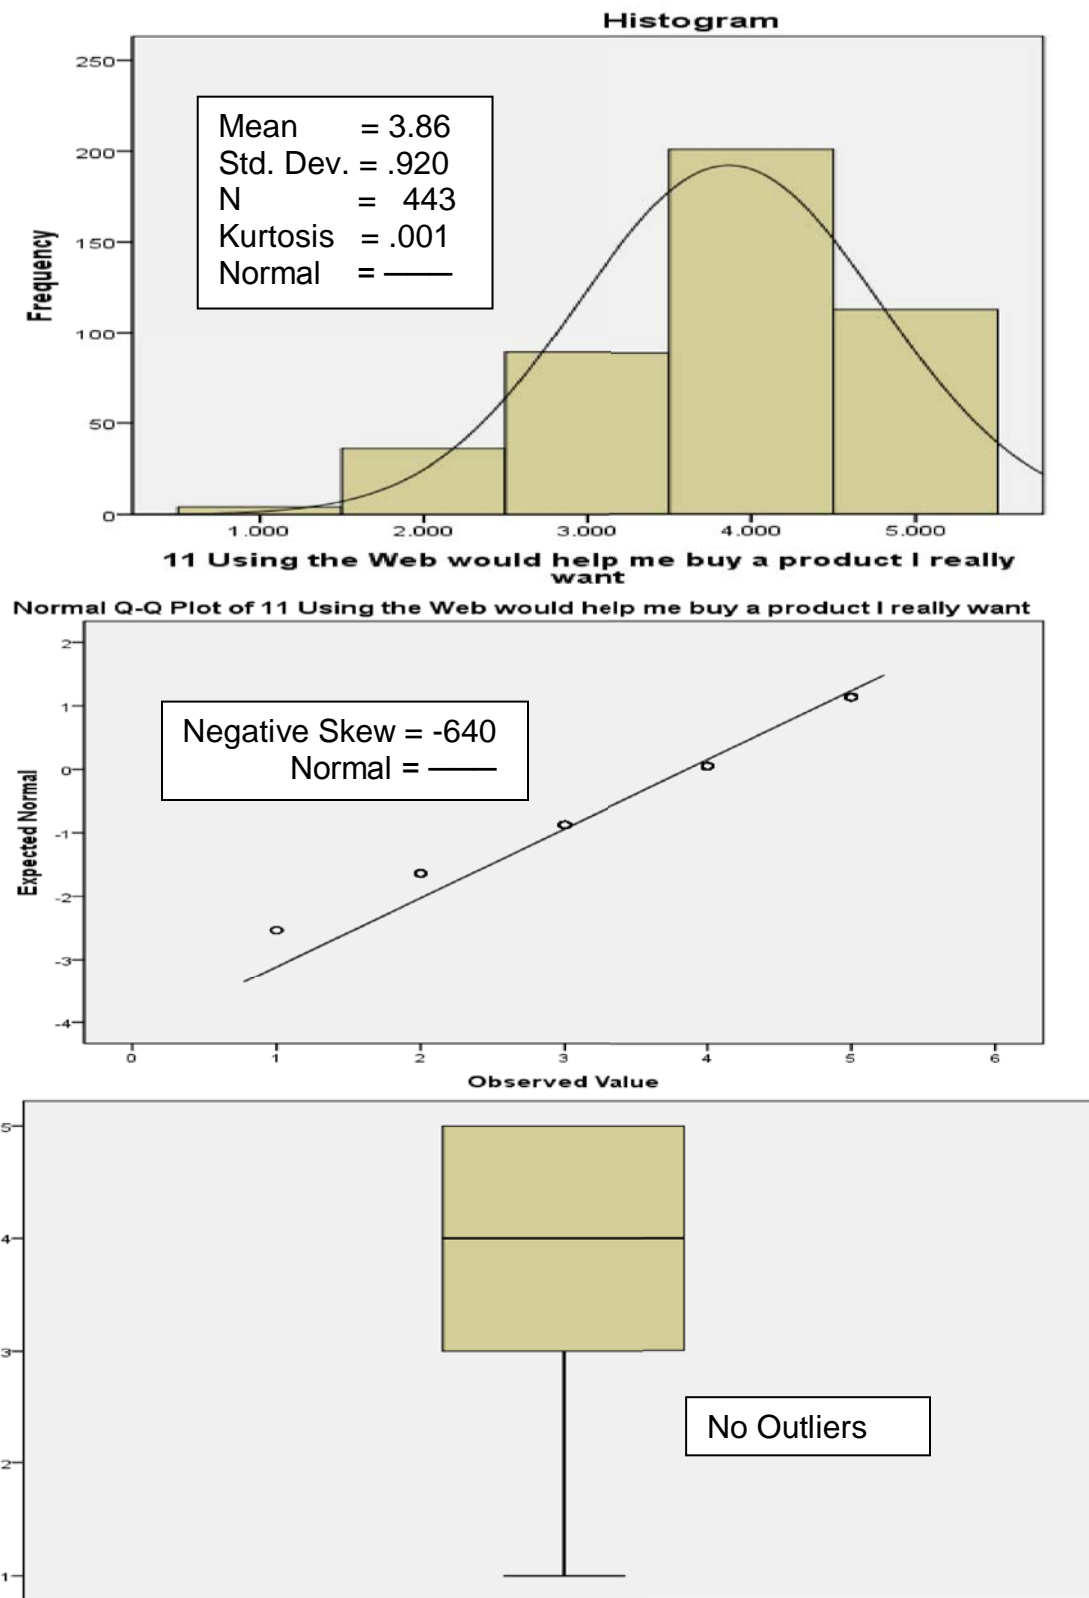 Histogram
250
200
150
100
50
0
Frequency
Mean = 3.86
Std. Dev. = .920
N = 443
Kurtosis = .001
Normal = ——
1.000 2.000 3.000 4.000 5.000
11 Using the Web would help me buy a product I really
want
Normal Q-Q Plot of 11 Using the Web would help me buy a product I really want
2
1
0
-1
-2
-3
-4
Expected Normal
Negative Skew = -640
Normal = ——
0 1 2 3 4 5 6
Observed Value
5
4
3
2
1
No Outliers